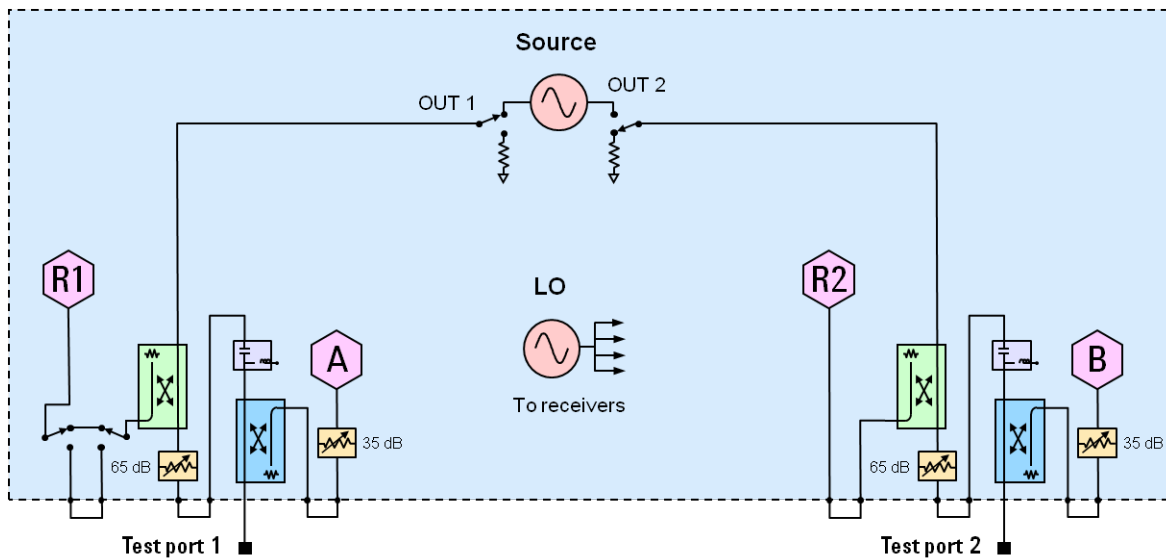 Source
OUT 1
OUT 2
R1
LO
R2
A
B
To receivers
35 dB
35 dB
65 dB
65 dB
Test port 1
Test port 2